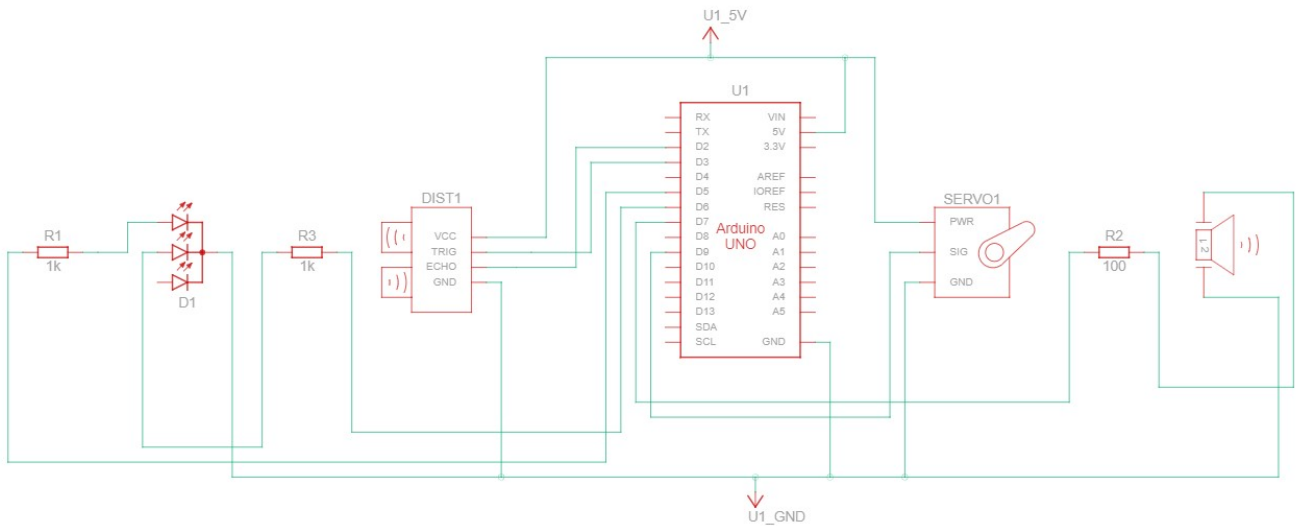 U1_5V
U1
RX
TX
D2
D3
D4
D5
D6
D7
D8
D9
D10
D11
D12
D13
SDA
SCL
VIN
5V
3.3V
AREF
IOREF
RES
A0
A1
A2
A3
A4
A5
GND
Arduino
UNO
R1
1k
D1
R3
1k
DIST1
VCC
TRIG
ECHO
GND
SERVO1
PWR
SIG
GND
R2
100
U1_GND